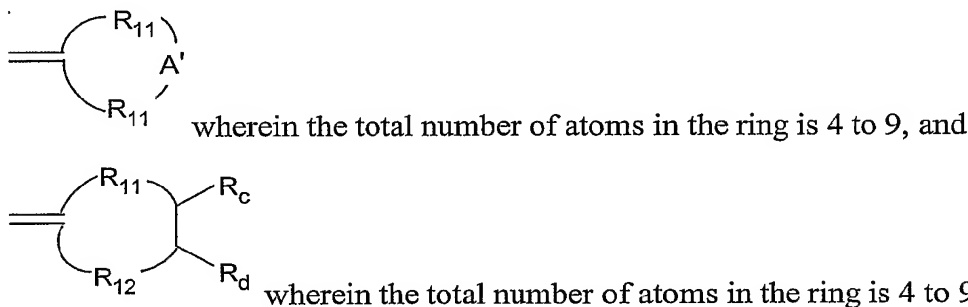 R11
A'
R11 wherein the total number of atoms in the ring is 4 to 9, and
R11 Rc
R12 Rd wherein the total number of atoms in the ring is 4 to 9